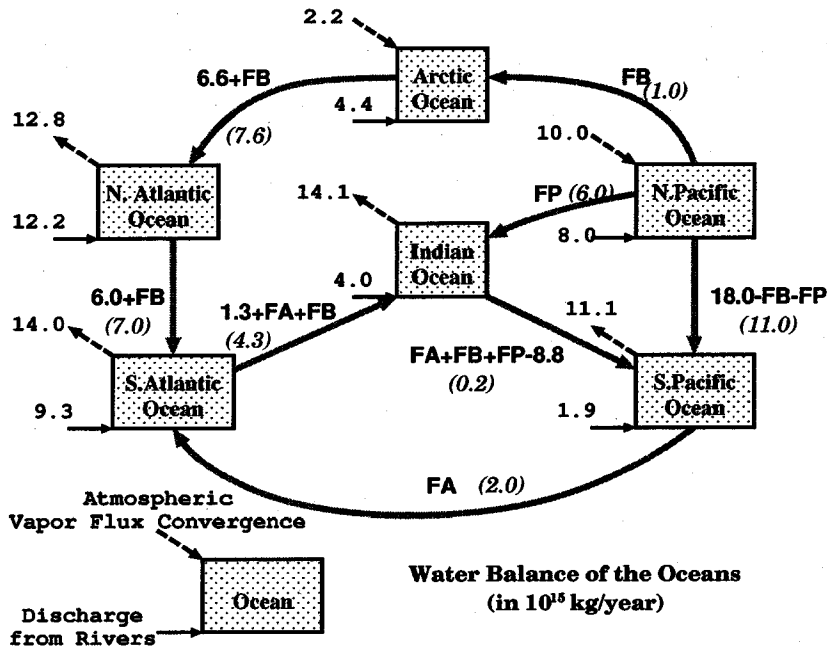 2.2
Arctic
Ocean
4.4
6.6+FB
(7.6)
FB
(1.0)
12.8
N. Atlantic
Ocean
12.2
10.0
N.Pacific
Ocean
8.0
FP (6.0)
14.1
Indian
Ocean
4.0
6.0+FB
(7.0)
1.3+FA+FB
(4.3)
18.0-FB-FP
(11.0)
14.0
S.Atlantic
Ocean
9.3
FA+FB+FP-8.8
(0.2)
11.1
S.Pacific
Ocean
1.9
FA (2.0)
Atmospheric
Vapor Flux Convergence
Ocean
Discharge
from Rivers
Water Balance of the Oceans
(in 10¹⁵ kg/year)